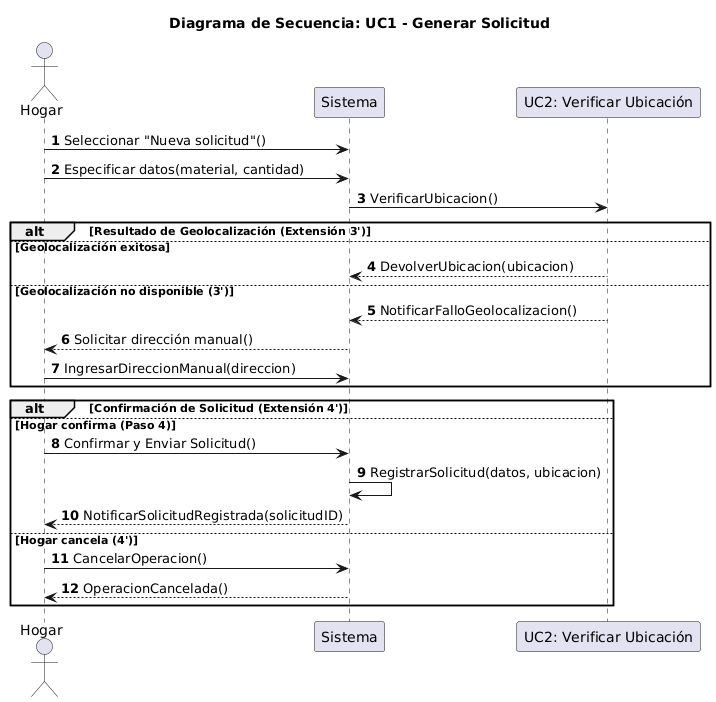 Diagrama de Secuencia: UC1 - Generar Solicitud
Hogar
Sistema
UC2: Verificar Ubicación
1 Seleccionar "Nueva solicitud"()
2 Especificar datos(material, cantidad)
3 VerificarUbicacion()
alt [Resultado de Geolocalización (Extensión 3')]
[Geolocalización exitosa]
4 DevolverUbicacion(ubicacion)
[Geolocalización no disponible (3')]
5 NotificarFalloGeolocalizacion()
6 Solicitar dirección manual()
7 IngresarDireccionManual(direccion)
alt [Confirmación de Solicitud (Extensión 4')]
[Hogar confirma (Paso 4)]
8 Confirmar y Enviar Solicitud()
9 RegistrarSolicitud(datos, ubicacion)
10 NotificarSolicitudRegistrada(solicitudID)
[Hogar cancela (4')]
11 CancelarOperacion()
12 OperacionCancelada()
Hogar
Sistema
UC2: Verificar Ubicación